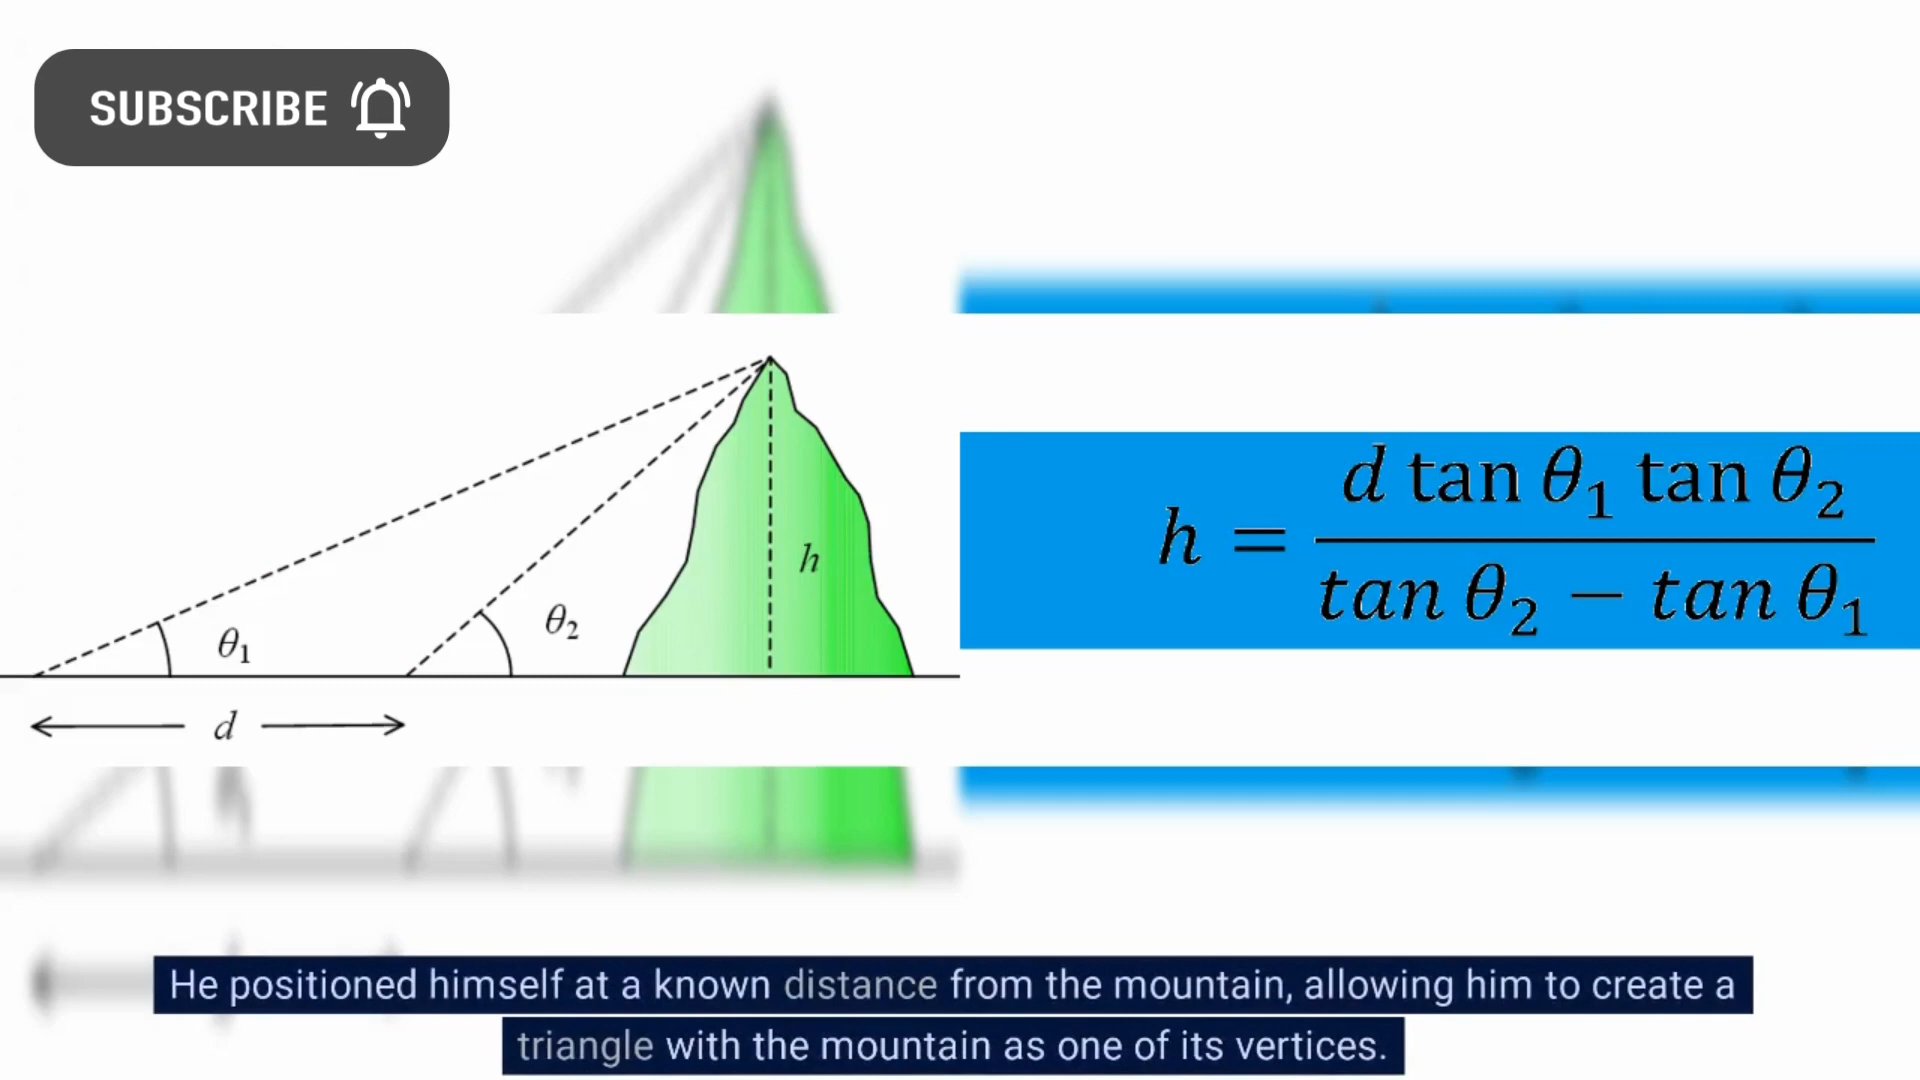 SUBSCRIBE
h
θ₁
θ₂
d
h = \frac{d \tan θ₁ \tan θ₂}{tan θ₂ − tan θ₁}
He positioned himself at a known distance from the mountain, allowing him to create a
triangle with the mountain as one of its vertices.